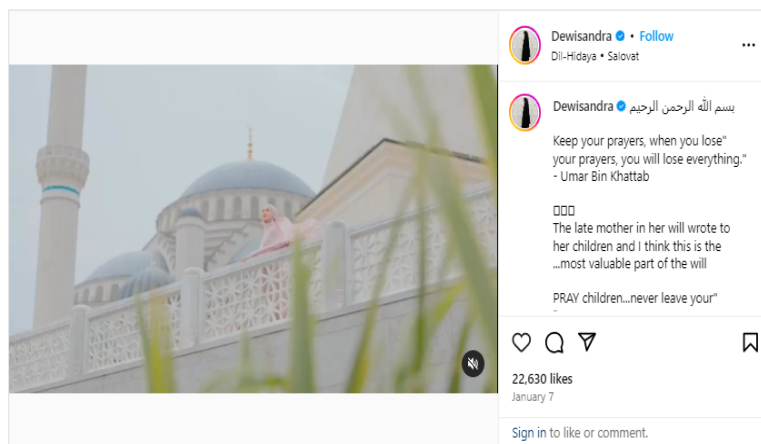 Dewisandra • Follow
Dil-Hidaya • Salovat
Dewisandra بسم الله الرحمن الرحيم
Keep your prayers, when you lose"
your prayers, you will lose everything."
- Umar Bin Khattab
The late mother in her will wrote to
her children and I think this is the
...most valuable part of the will
PRAY children...never leave your"
22,630 likes
January 7
Sign in to like or comment.